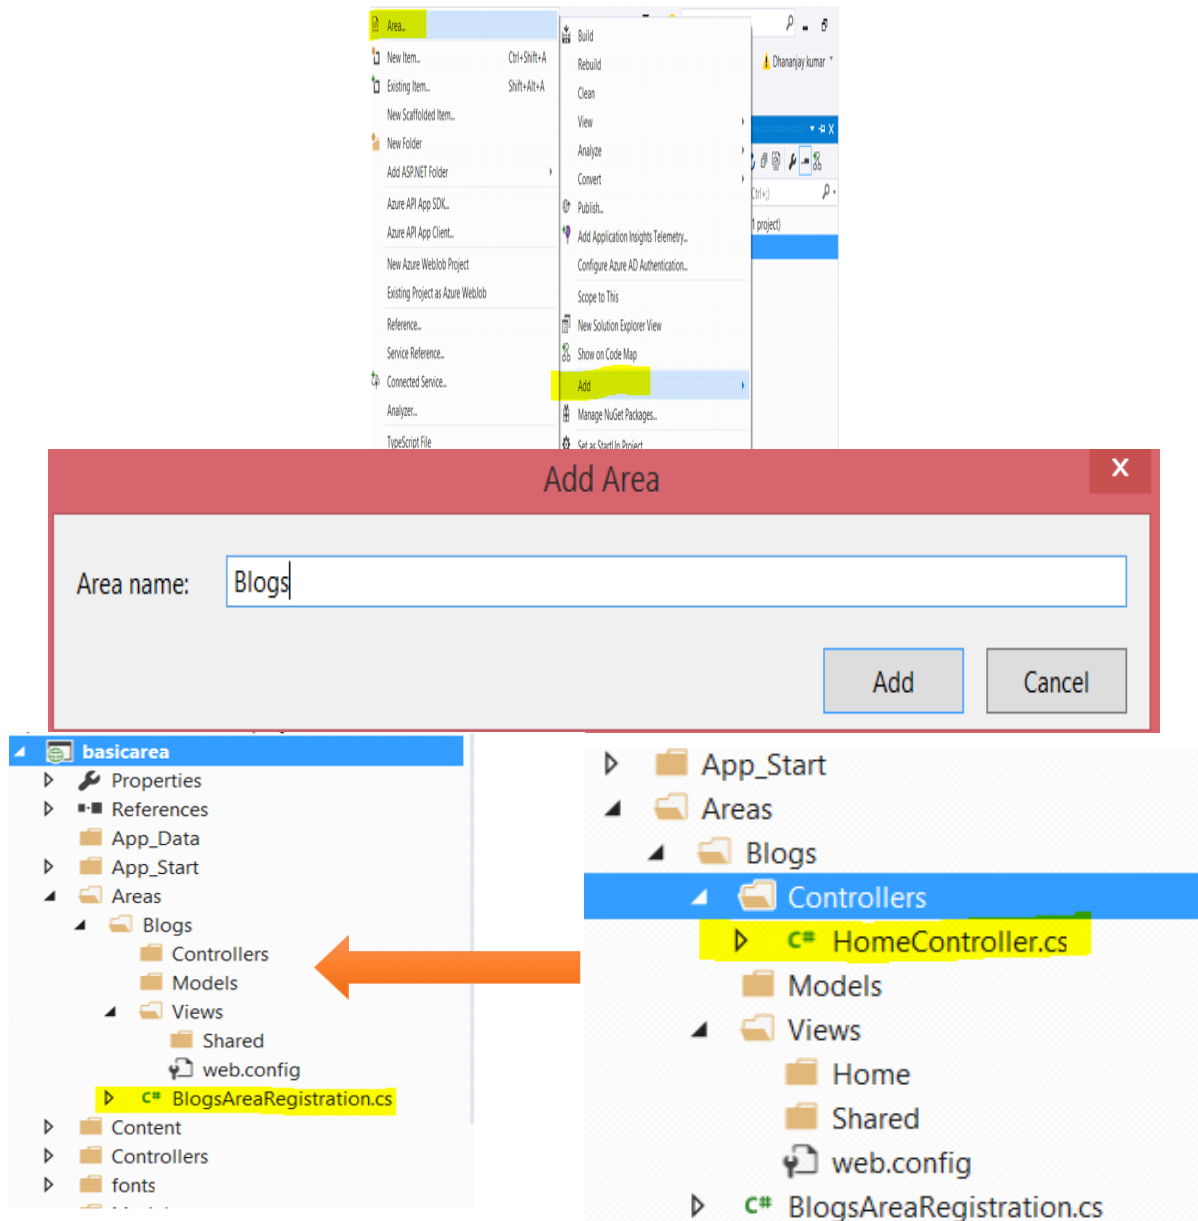 Area...
New Item... Ctrl+Shift+A
Existing Item... Shift+Alt+A
New Scaffolded Item...
New Folder
Add ASP.NET Folder
Azure API App SDK...
Azure API App Client...
New Azure WebJob Project
Existing Project as Azure WebJob
Reference...
Service Reference...
Connected Service...
Analyzer...
TypeScript File
Build
Rebuild
Clean
View
Analyze
Convert
Publish...
Add Application Insights Telemetry...
Configure Azure AD Authentication...
Scope to This
New Solution Explorer View
Show on Code Map
Add
Manage NuGet Packages...
Set as StartUp Project
Dhananjay kumar
Ctrl+;)
1 project)
Add Area
X
Area name: Blogs
Add Cancel
basicarea
Properties
References
App_Data
App_Start
Areas
Blogs
Controllers
Models
Views
Shared
web.config
C# BlogsAreaRegistration.cs
Content
Controllers
fonts
App_Start
Areas
Blogs
Controllers
C# HomeController.cs
Models
Views
Home
Shared
web.config
C# BlogsAreaRegistration.cs